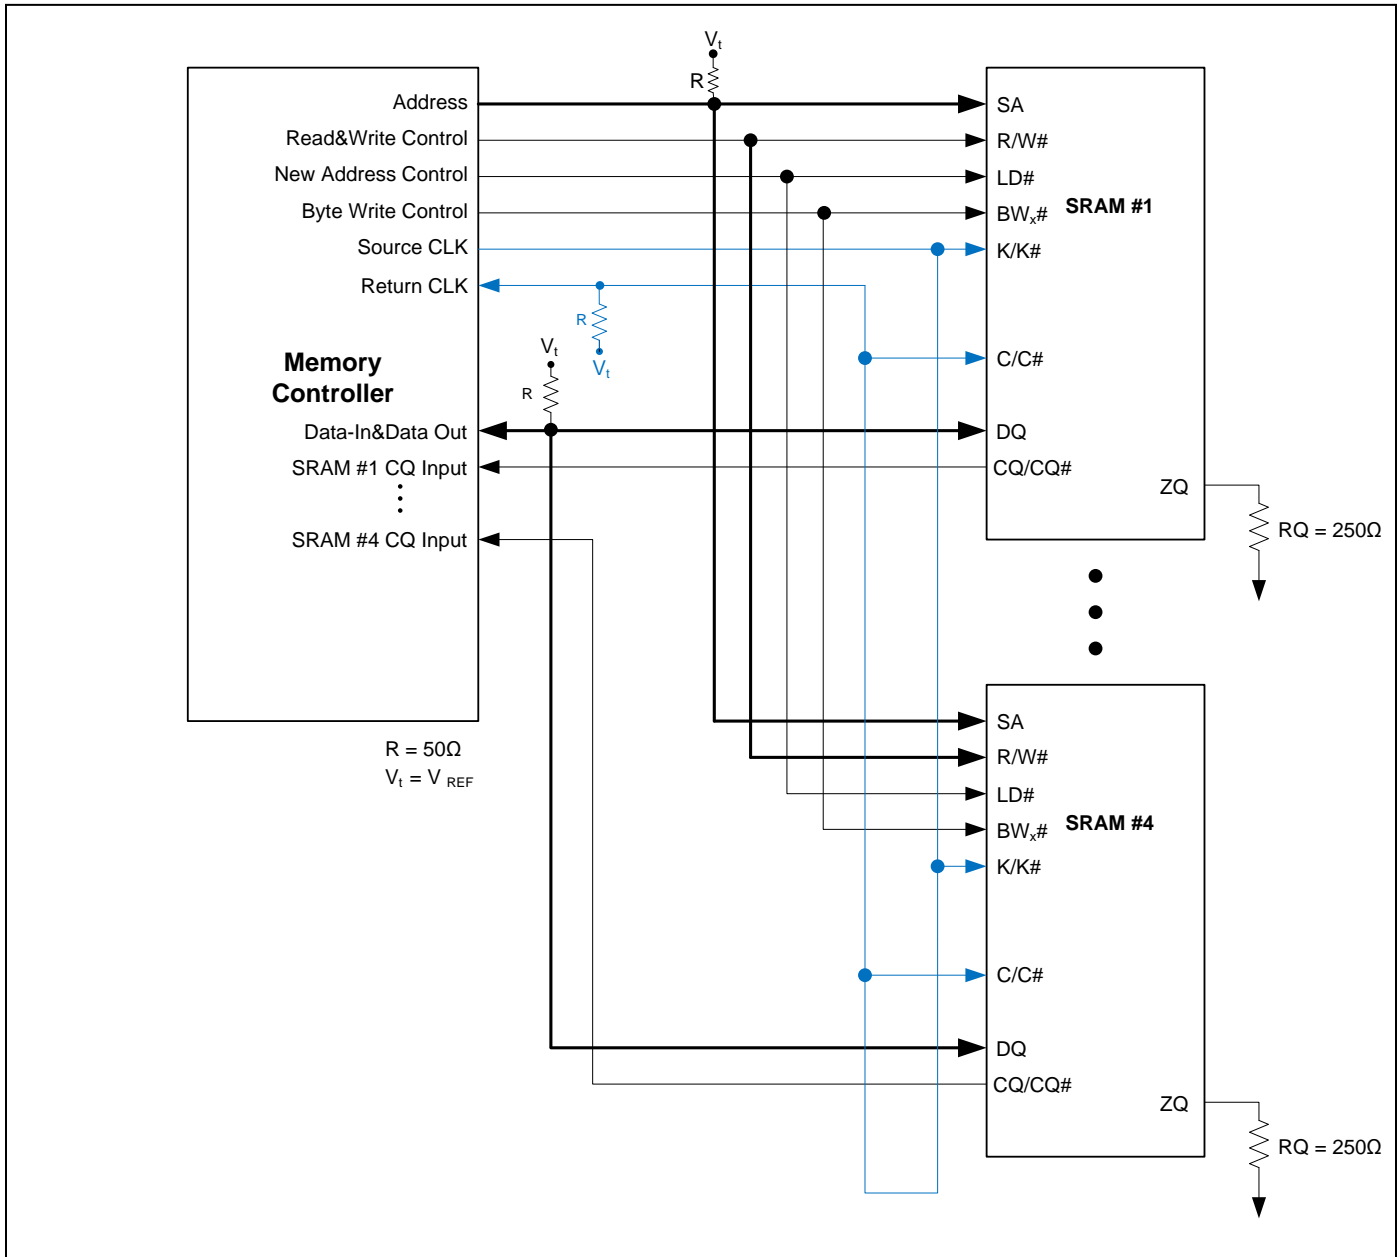 Vt
R
Address
Read&Write Control
New Address Control
Byte Write Control
Source CLK
Return CLK
R
Vt
Vt
R
Memory
Controller
Data-In&Data Out
SRAM #1 CQ Input
SRAM #4 CQ Input
R = 50Ω
Vt = V REF
SA
R/W#
LD#
BWx#
SRAM #1
K/K#
C/C#
DQ
CQ/CQ#
ZQ
RQ = 250Ω
SA
R/W#
LD#
BWx#
SRAM #4
K/K#
C/C#
DQ
CQ/CQ#
ZQ
RQ = 250Ω